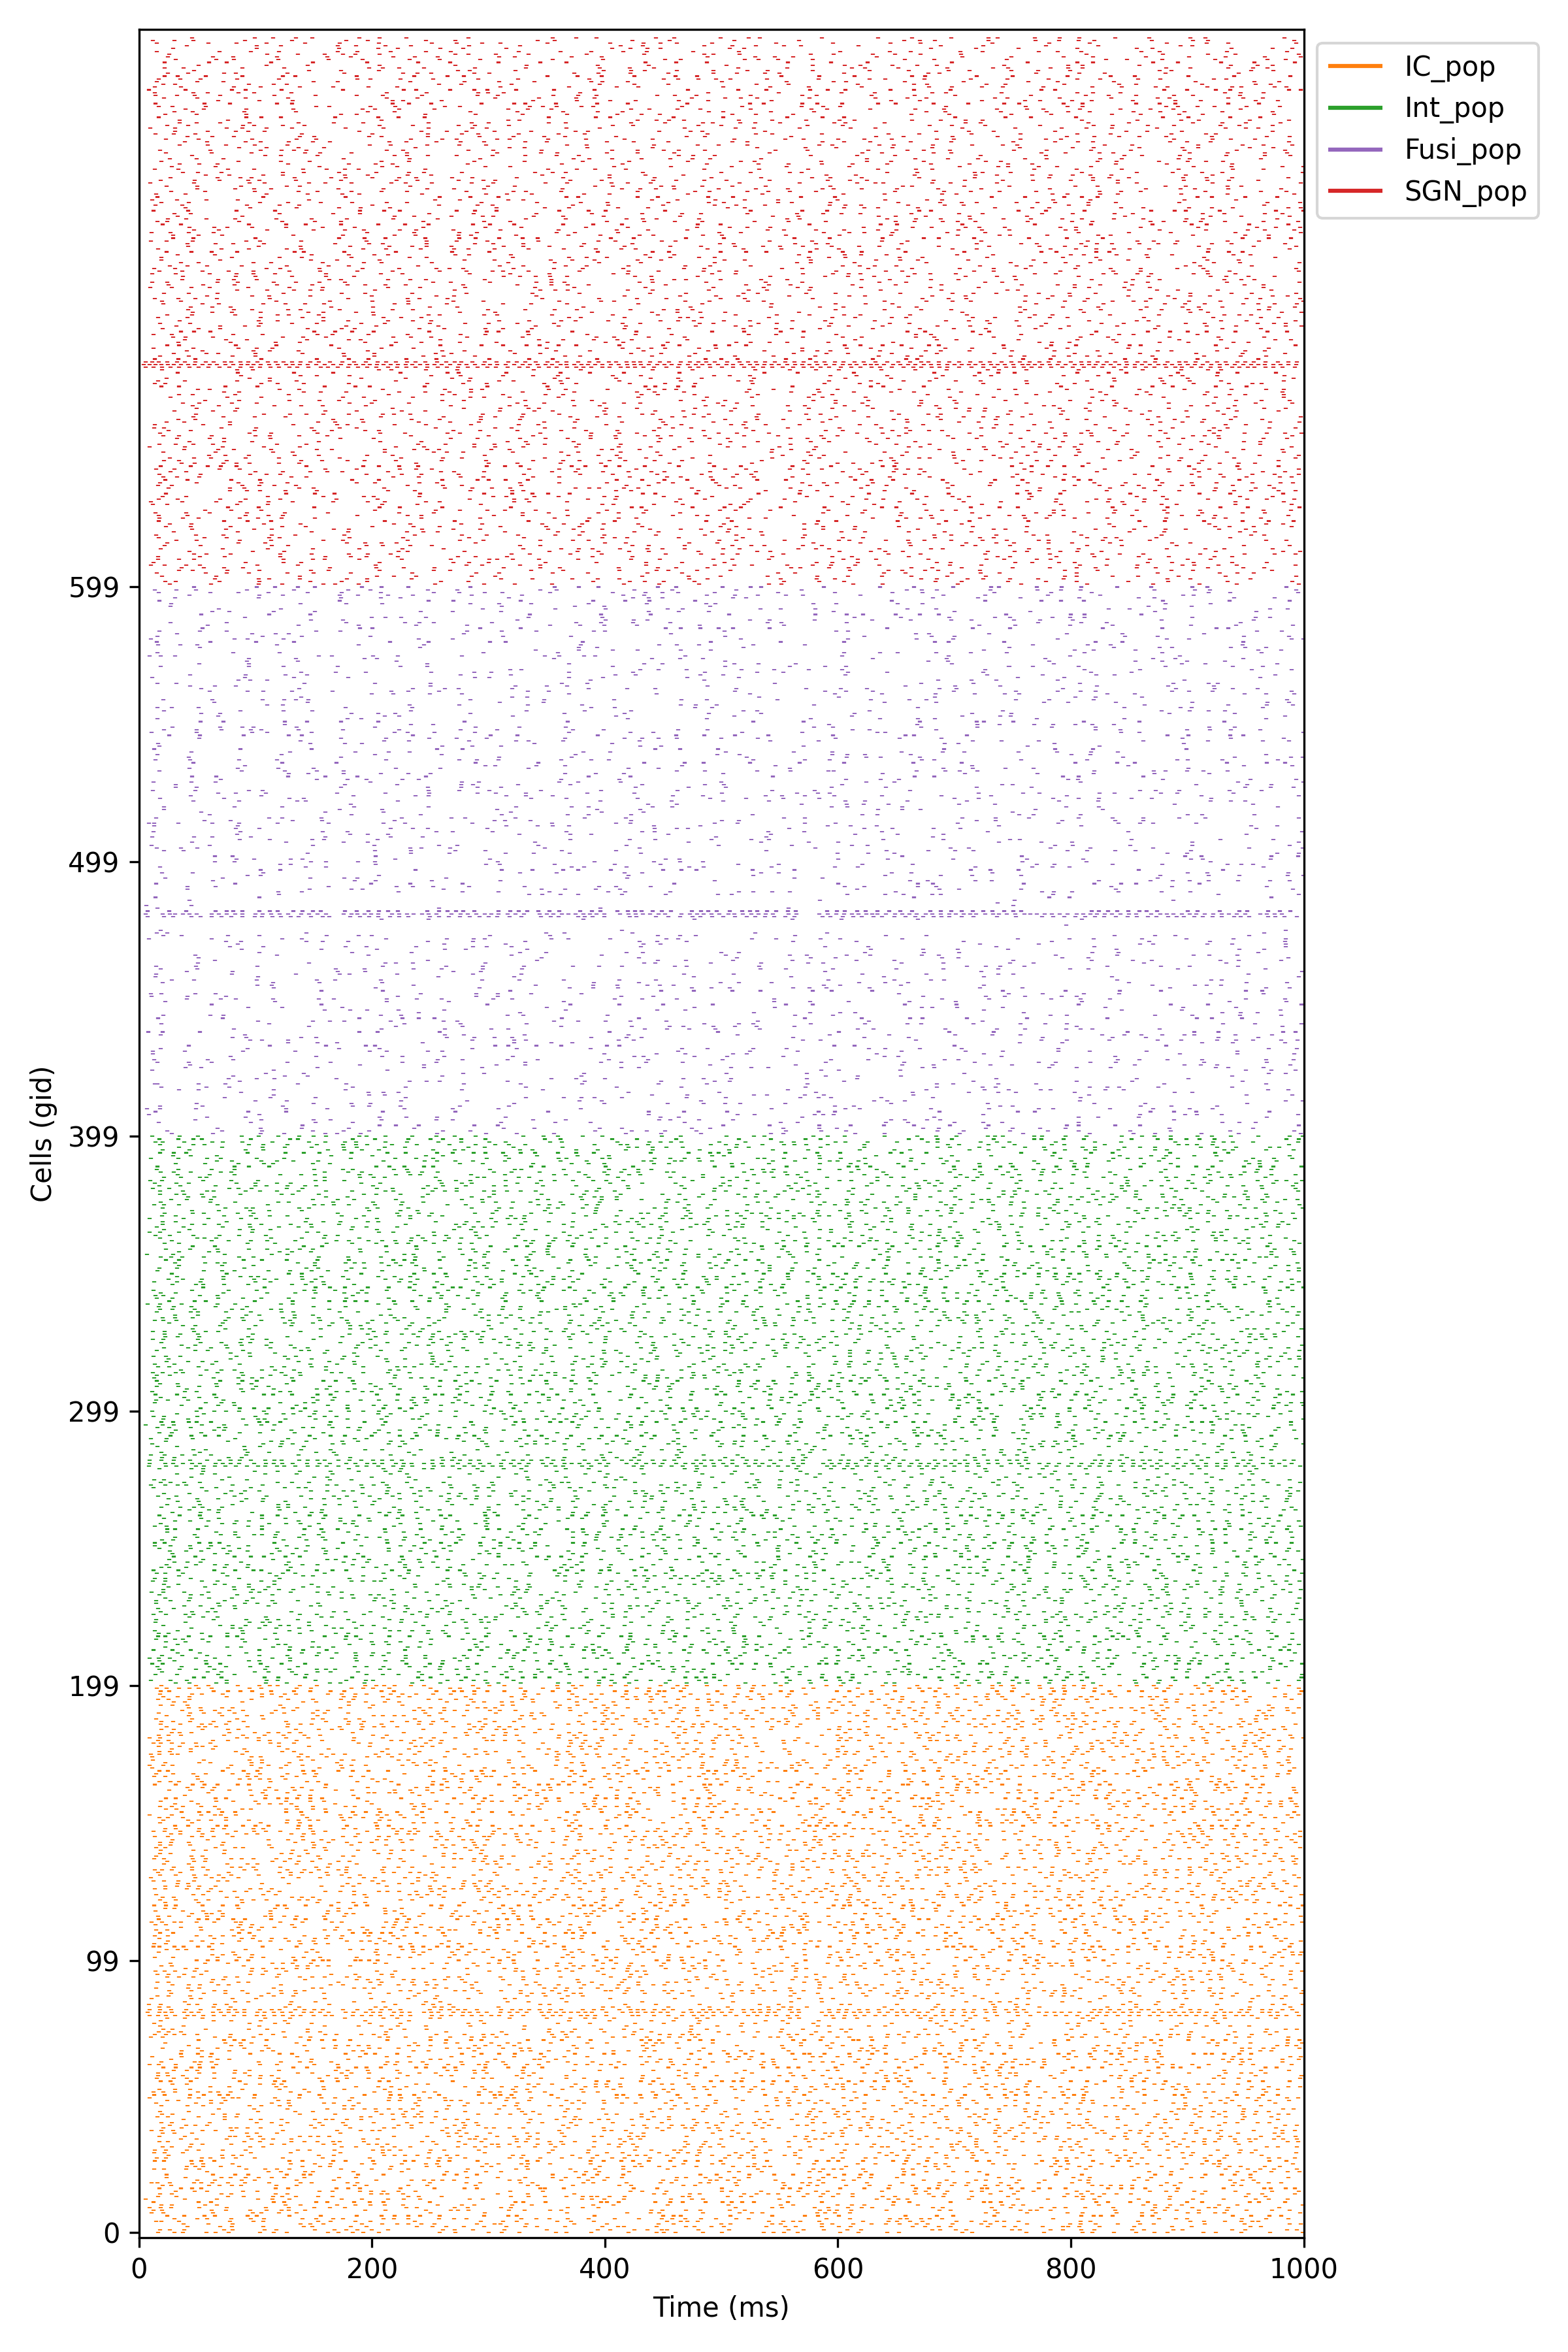 IC_pop
Int_pop
Fusi_pop
SGN_pop
599
499
399
299
199
99
0
Cells (gid)
0 200 400 600 800 1000
Time (ms)